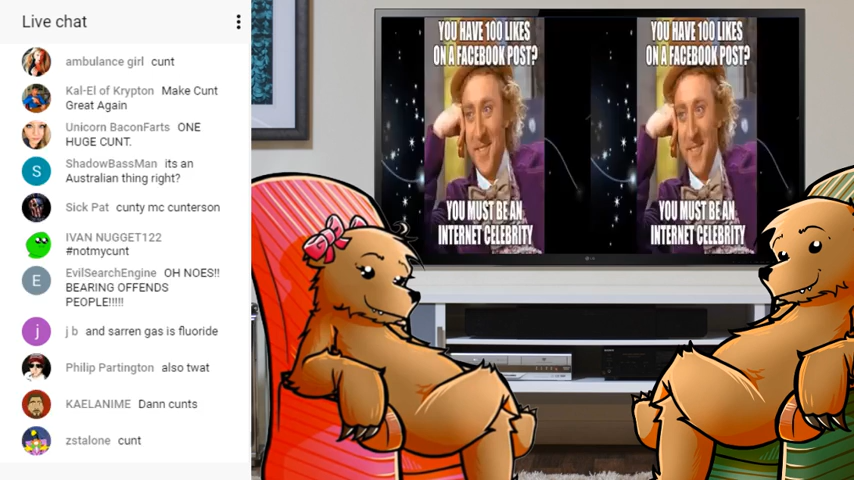 Live chat
ambulance girl cunt
Kal-El of Krypton Make Cunt
Great Again
Unicorn BaconFarts ONE
HUGE CUNT.
ShadowBassMan its an
Australian thing right?
Sick Pat cunty mc cunterson
IVAN NUGGET122
#notmycunt
EvilSearchEngine OH NOES!!
BEARING OFFENDS
PEOPLE!!!!!
j b and sarren gas is fluoride
Philip Partington also twat
KAELANIME Dann cunts
zstalone cunt
S
E
j
YOU HAVE 100 LIKES
ON A FACEBOOK POST?
YOU MUST BE AN
INTERNET CELEBRITY
YOU HAVE 100 LIKES
ON A FACEBOOK POST?
YOU MUST BE AN
INTERNET CELEBRITY
LG